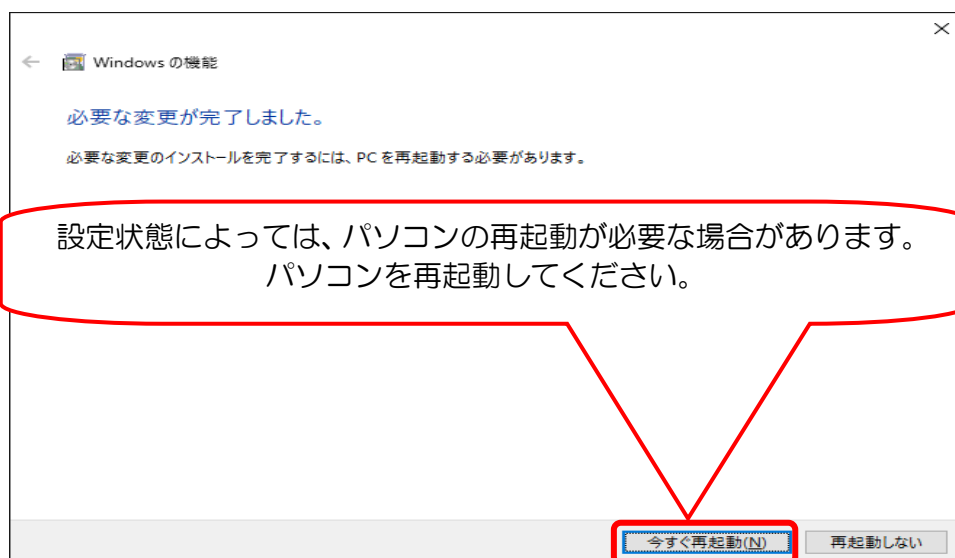 Windows の機能
必要な変更が完了しました。
必要な変更のインストールを完了するには、PC を再起動する必要があります。
設定状態によっては、パソコンの再起動が必要な場合があります。
パソコンを再起動してください。
今すぐ再起動(N) 再起動しない